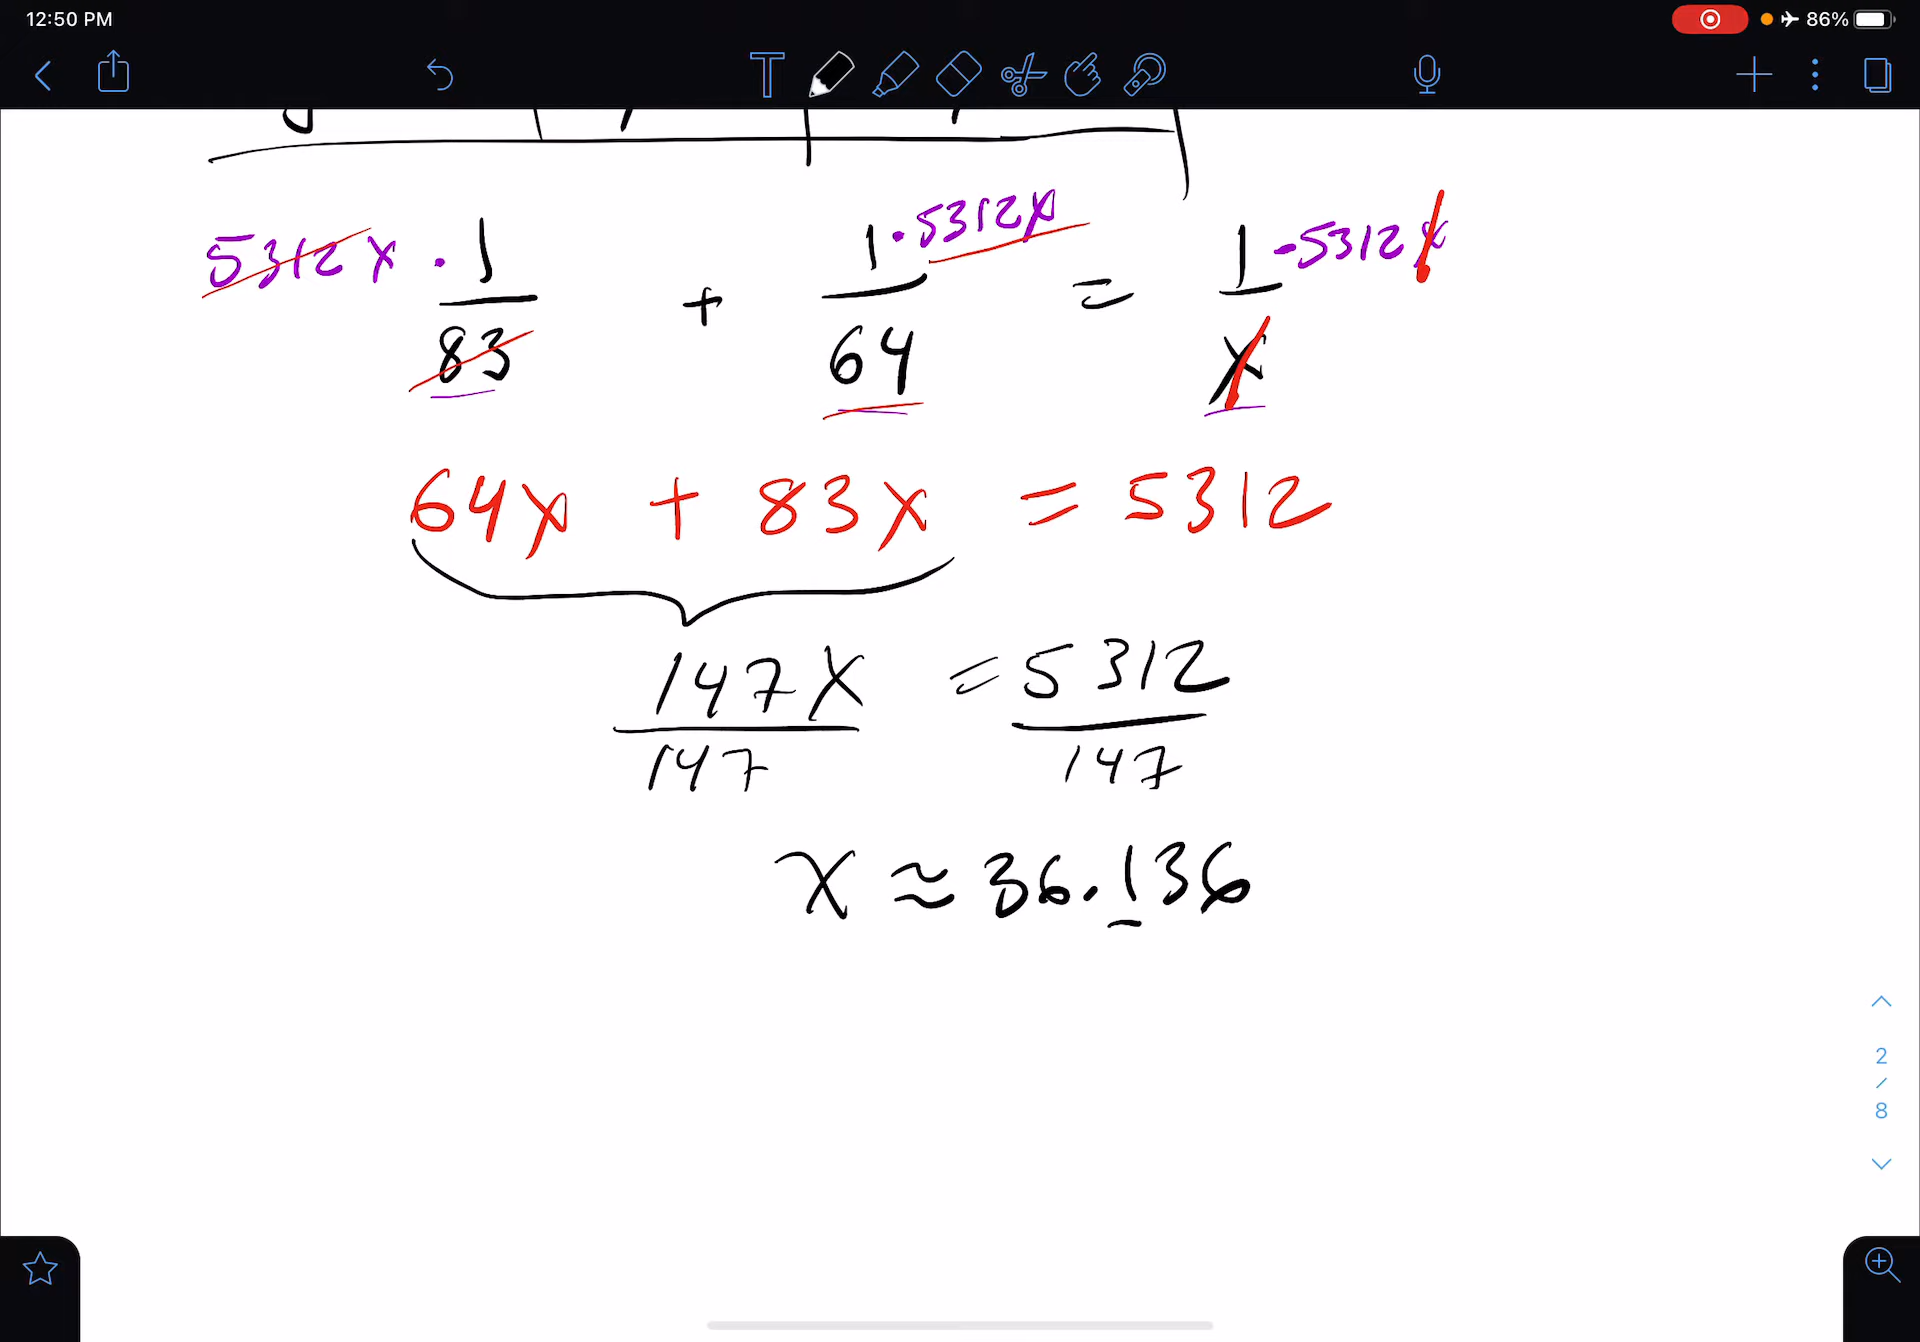 12:50 PM
86%
5312x · 1/83 + 1 · 5312x/64 = 1/x · 5312x
64x + 83x = 5312
147x/147 = 5312/147
x ≈ 36.136
2
/
8